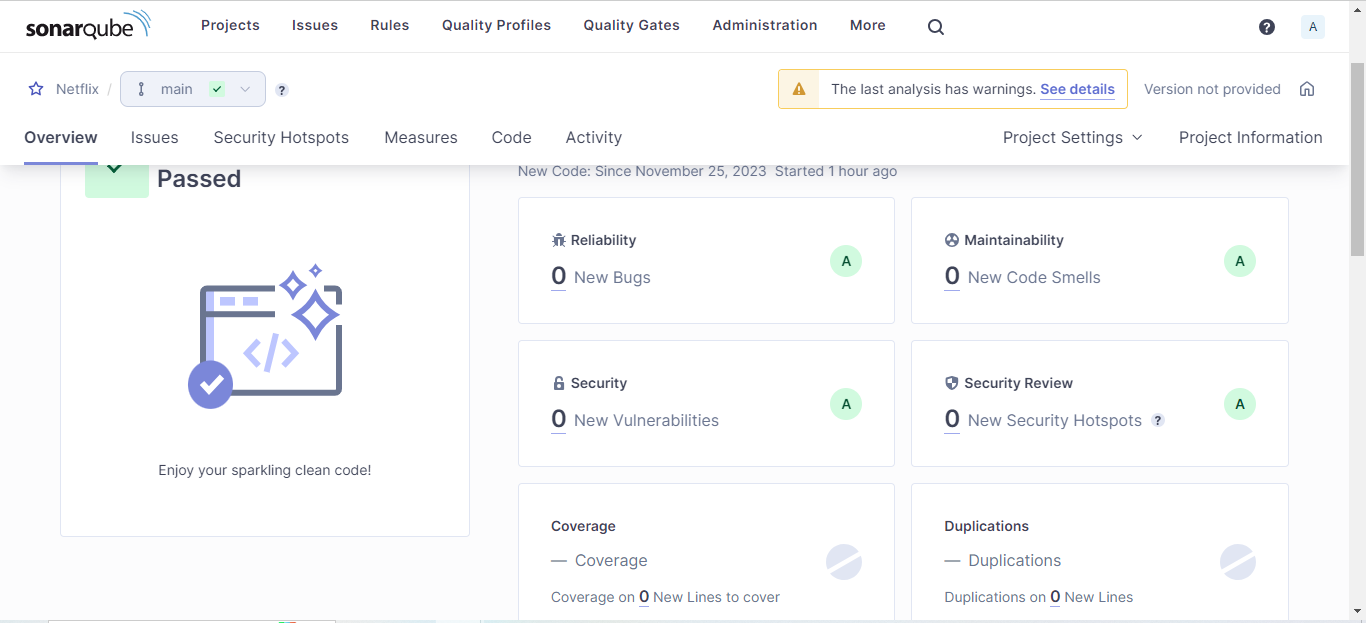 sonarqube Projects Issues Rules Quality Profiles Quality Gates Administration More ? A
Netflix / main ? The last analysis has warnings. See details Version not provided
Overview Issues Security Hotspots Measures Code Activity Project Settings Project Information
Passed
Enjoy your sparkling clean code!
New Code: Since November 25, 2023 Started 1 hour ago
Reliability
0 New Bugs A
Maintainability
0 New Code Smells A
Security
0 New Vulnerabilities A
Security Review
0 New Security Hotspots ? A
Coverage
— Coverage
Coverage on 0 New Lines to cover
Duplications
— Duplications
Duplications on 0 New Lines